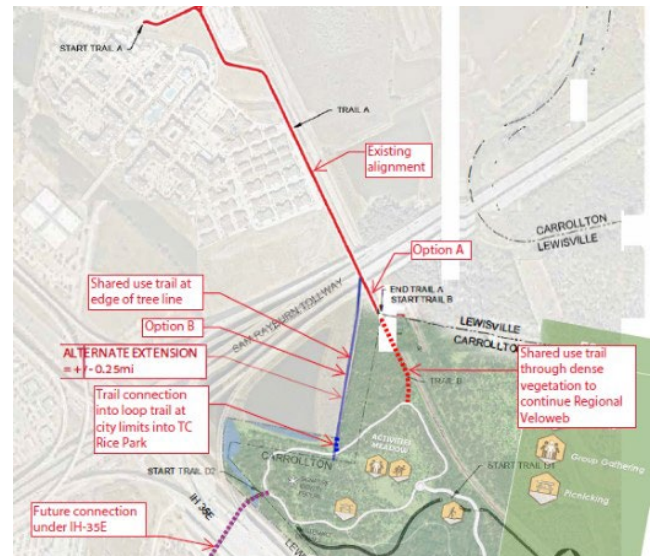 START TRAIL A
TRAIL A
Existing
alignment
CARROLLTON
LEWISVILLE
Option A
Shared use trail at
edge of tree line
END TRAIL A
START TRAIL B
SAM RAYBURN TOLLWAY
Option B
LEWISVILLE
CARROLLTON
ALTERNATE EXTENSION
= +/- 0.25mi
Shared use trail
through dense
vegetation to
continue Regional
Veloweb
TRAIL B
Trail connection
into loop trail at
city limits into TC
Rice Park
ACTIVITIES
MEADOW
CARROLLTON
Group Gathering
START TRAIL D2
START TRAIL D1
Picnicking
IH 35E
Future connection
under IH-35E